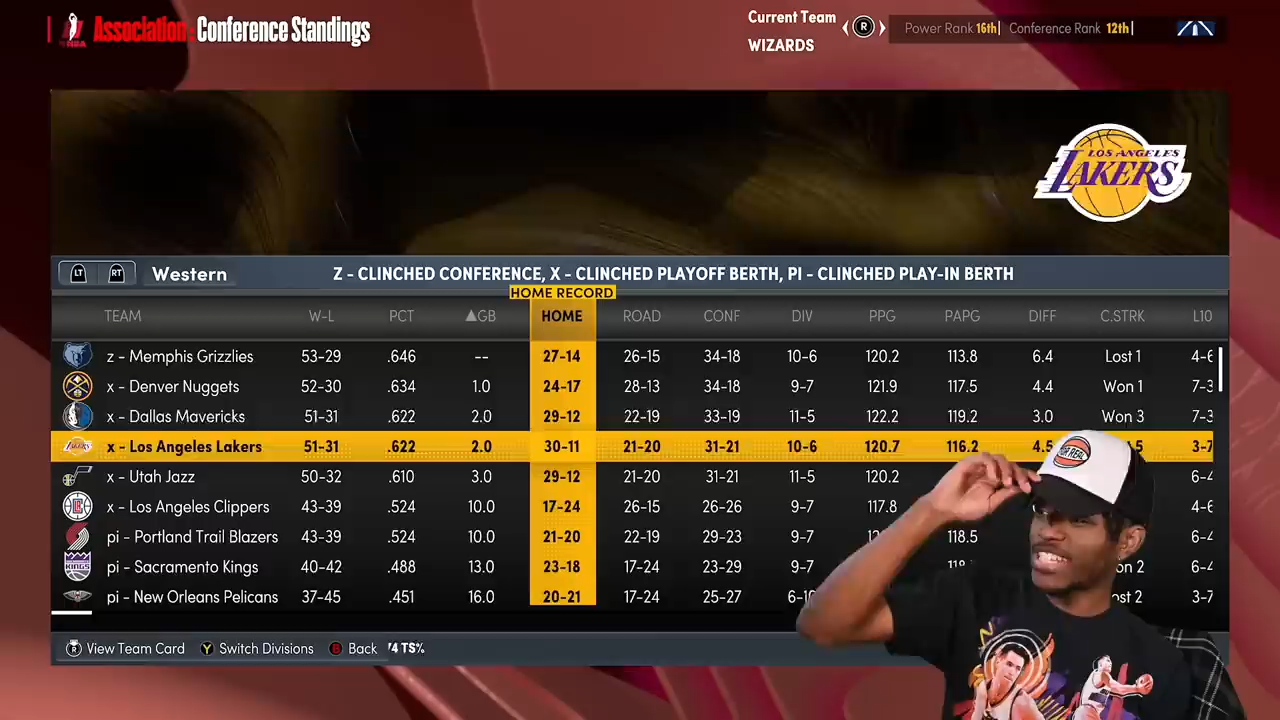 Association: Conference Standings
Current Team
WIZARDS
R
Power Rank 16th| Conference Rank 12th|
LOS ANGELES
LAKERS
LT RT Western Z - CLINCHED CONFERENCE, X - CLINCHED PLAYOFF BERTH, PI - CLINCHED PLAY-IN BERTH
HOME RECORD
TEAM W-L PCT ▲GB HOME ROAD CONF DIV PPG PAPG DIFF C.STRK L10
z - Memphis Grizzlies 53-29 .646 -- 27-14 26-15 34-18 10-6 120.2 113.8 6.4 Lost 1 4-6
x - Denver Nuggets 52-30 .634 1.0 24-17 28-13 34-18 9-7 121.9 117.5 4.4 Won 1 7-3
x - Dallas Mavericks 51-31 .622 2.0 29-12 22-19 33-19 11-5 122.2 119.2 3.0 Won 3 7-3
x - Los Angeles Lakers 51-31 .622 2.0 30-11 21-20 31-21 10-6 120.7 116.2 4.5 5 3-7
x - Utah Jazz 50-32 .610 3.0 29-12 21-20 31-21 11-5 120.2 6-4
x - Los Angeles Clippers 43-39 .524 10.0 17-24 26-15 26-26 9-7 117.8 4-6
pi - Portland Trail Blazers 43-39 .524 10.0 21-20 22-19 29-23 9-7 118.5 6-4
pi - Sacramento Kings 40-42 .488 13.0 23-18 17-24 23-29 9-7 on 2 6-4
pi - New Orleans Pelicans 37-45 .451 16.0 20-21 17-24 25-27 ost 2 3-7
R View Team Card Y Switch Divisions B Back 4 TS%
FOR REAL